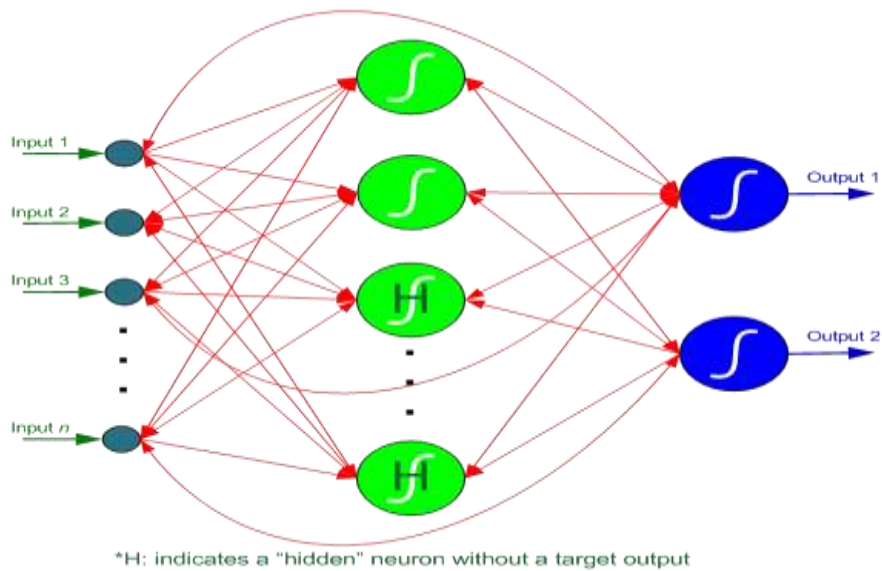 Input 1
Input 2
Input 3
Input n
H
H
Output 1
Output 2
*H: indicates a "hidden" neuron without a target output